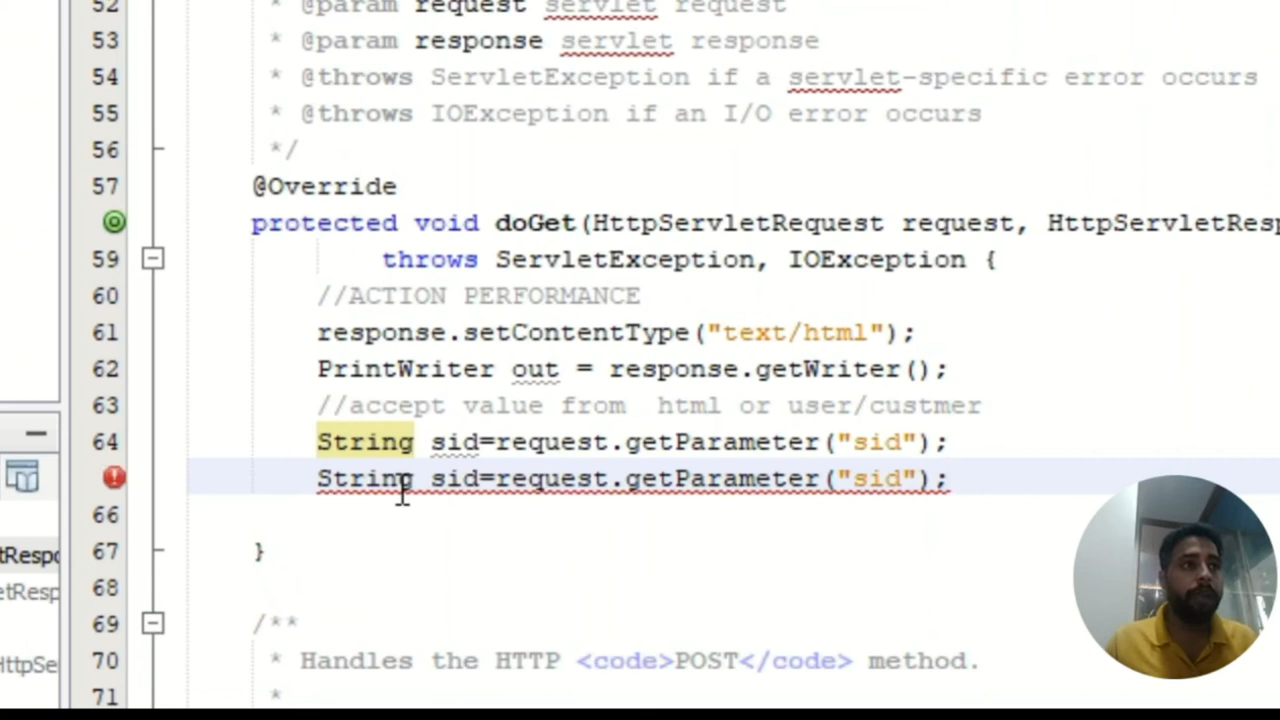 52 * @param request servlet request
53 * @param response servlet response
54 * @throws ServletException if a servlet-specific error occurs
55 * @throws IOException if an I/O error occurs
56 */
57 @Override
protected void doGet(HttpServletRequest request, HttpServletResp
59 throws ServletException, IOException {
60 //ACTION PERFORMANCE
61 response.setContentType("text/html");
62 PrintWriter out = response.getWriter();
63 //accept value from  html or user/custmer
64 String sid=request.getParameter("sid");
String sid=request.getParameter("sid");
66
67 }
68
69 /**
70 * Handles the HTTP <code>POST</code> method.
71 *
tRespo
etResp
HttpSe